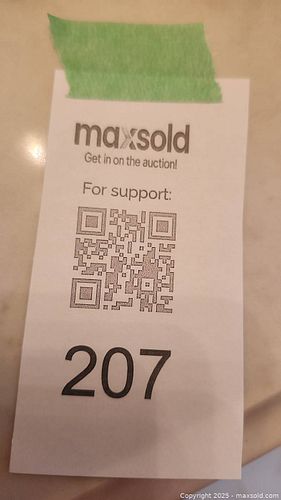 maxsold
Get in on the auction!
For support:
207
Copyright 2025 - maxsold.com